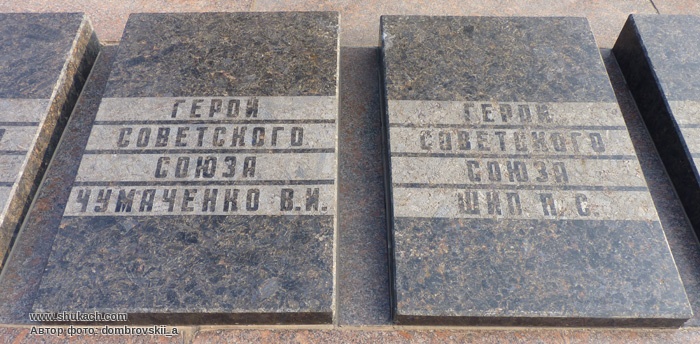 ГЕРОЙ
СОВЕТСКОГО
СОЮЗА
ЧУМАЧЕНКО В.И.
ГЕРОЙ
СОВЕТСКОГО
СОЮЗА
ШИП П.С.
www.shukach.com
Автор фото: dombrovskii_a